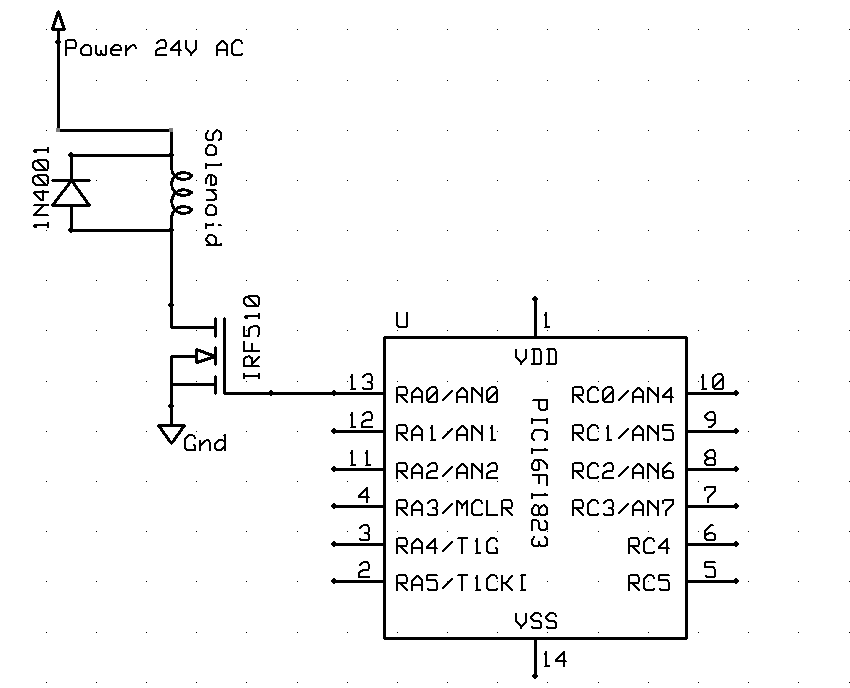 Power 24V AC
Solenoid
1N4001
IRF510
Gnd
U
1
VDD
13 RA0/AN0 RC0/AN4 10
12 RA1/AN1 RC1/AN5 9
11 RA2/AN2 RC2/AN6 8
4 RA3/MCLR RC3/AN7 7
3 RA4/T1G RC4 6
2 RA5/T1CKI RC5 5
PIC16F1823
VSS
14